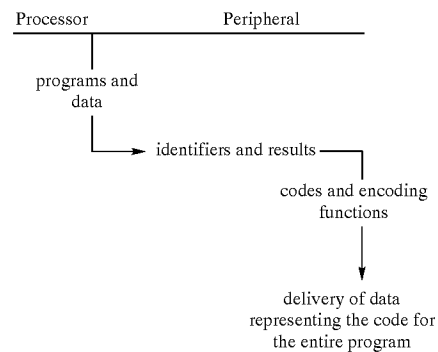 Processor Peripheral
programs and
data
identifiers and results
codes and encoding
functions
delivery of data
representing the code for
the entire program